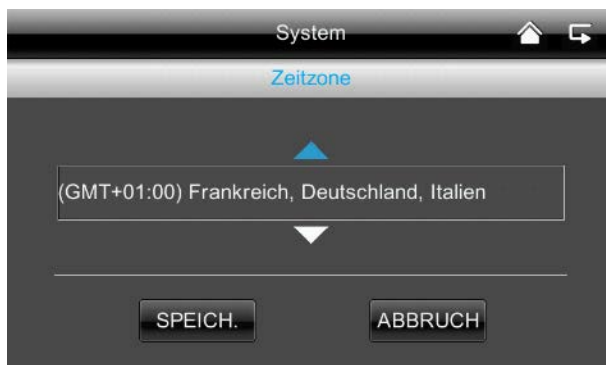 System
Zeitzone
(GMT+01:00) Frankreich, Deutschland, Italien
SPEICH.
ABBRUCH